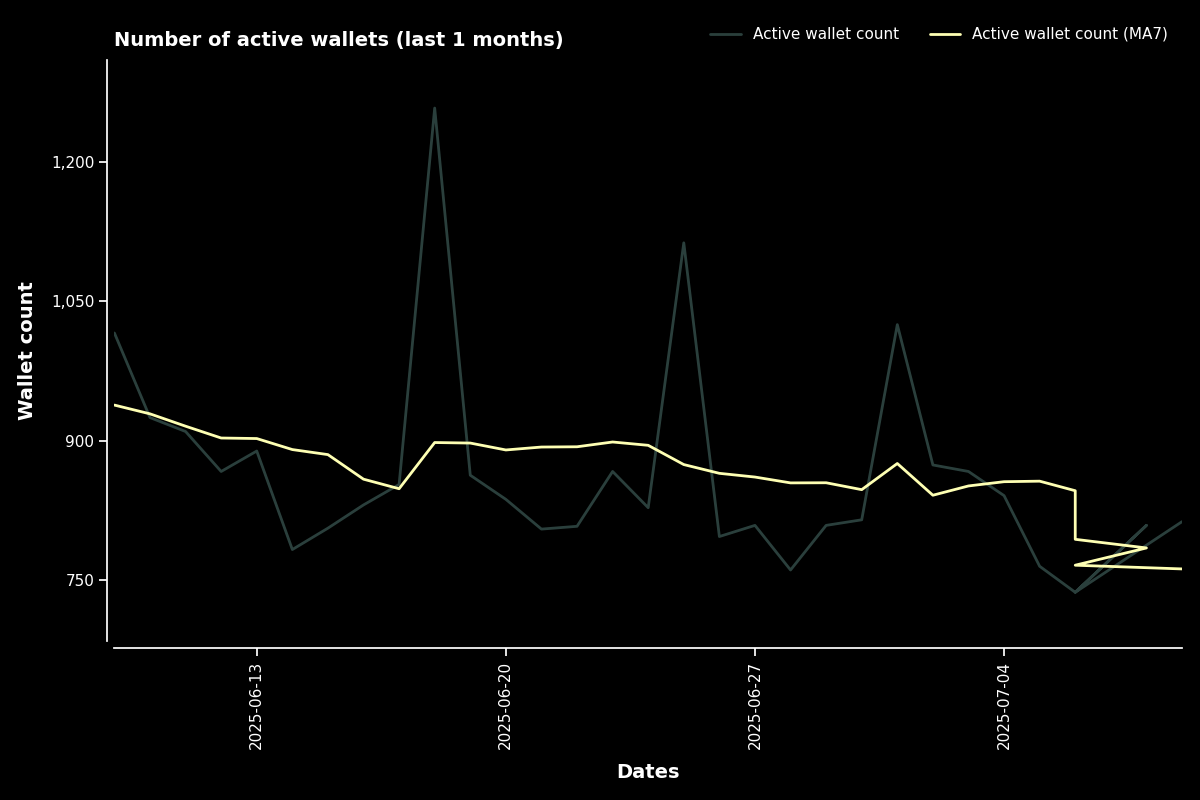 Number of active wallets (last 1 months)
Active wallet count
Active wallet count (MA7)
Wallet count
1,200
1,050
900
750
2025-06-13
2025-06-20
2025-06-27
2025-07-04
Dates